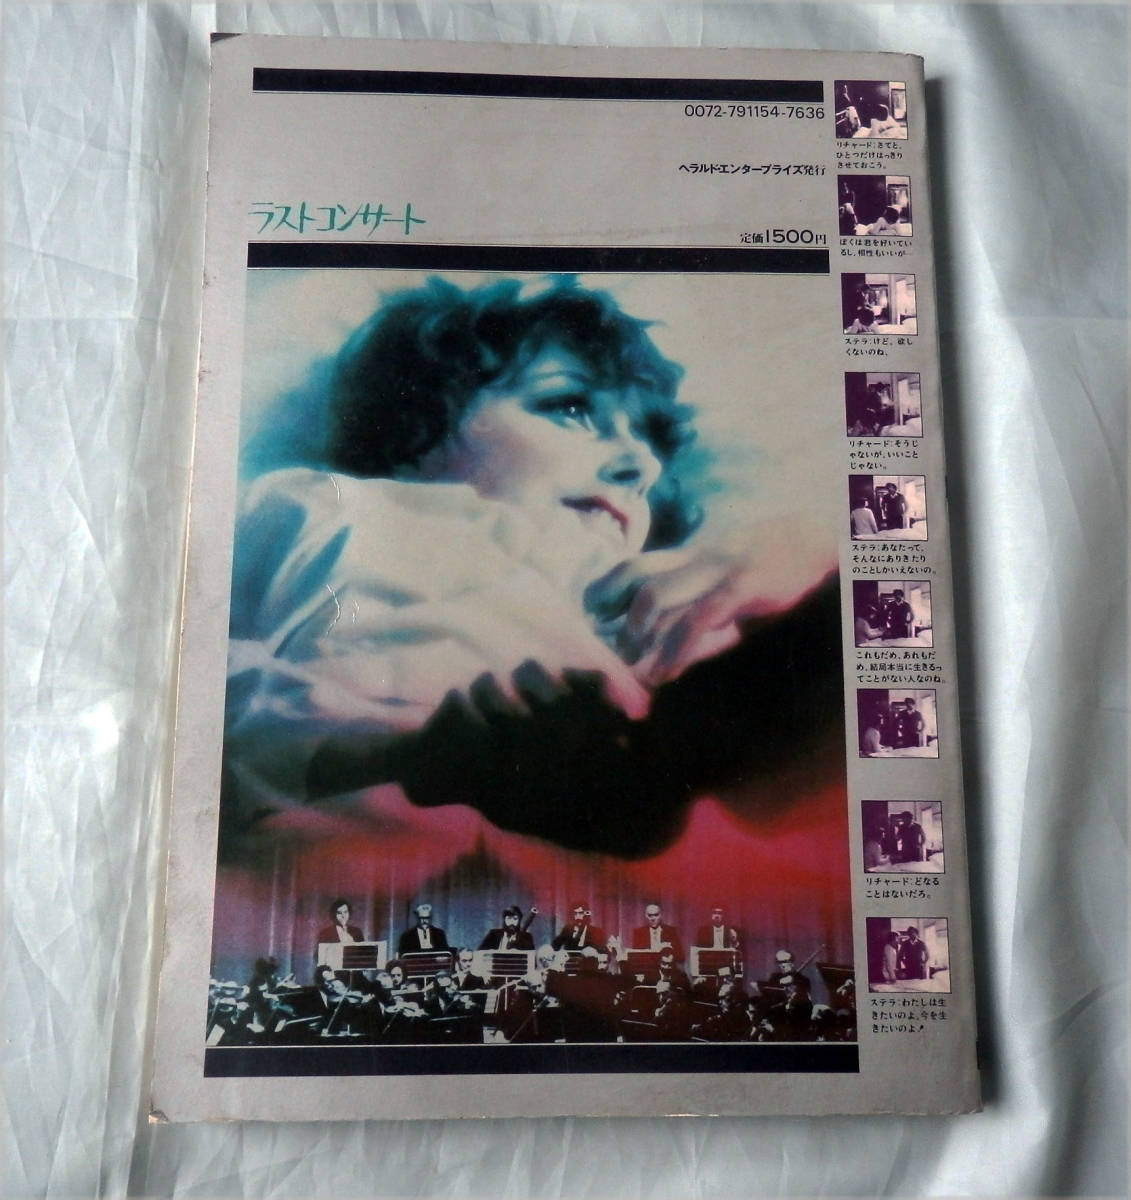 0072-791154-7636
ヘラルド・エンタープライズ発行
ラストコンサート
定価1500円
リチャード:さてと、
ひとつだけはっきり
させておこう。
ぼくは君を好いてい
るし、相性もいいが—
ステラ:けど、欲し
くないのね、
リチャード:そうじ
ゃないが、いいこと
じゃない。
ステラ:あなたって、
そんなにありきたり
のことしかいえないの。
これもだめ、あれもだ
め、結局本当に生きるっ
てことがない人なのね。
リチャード:どなる
ことはないだろ。
ステラ:わたしは生
きたいのよ、今を生
きたいのよ!